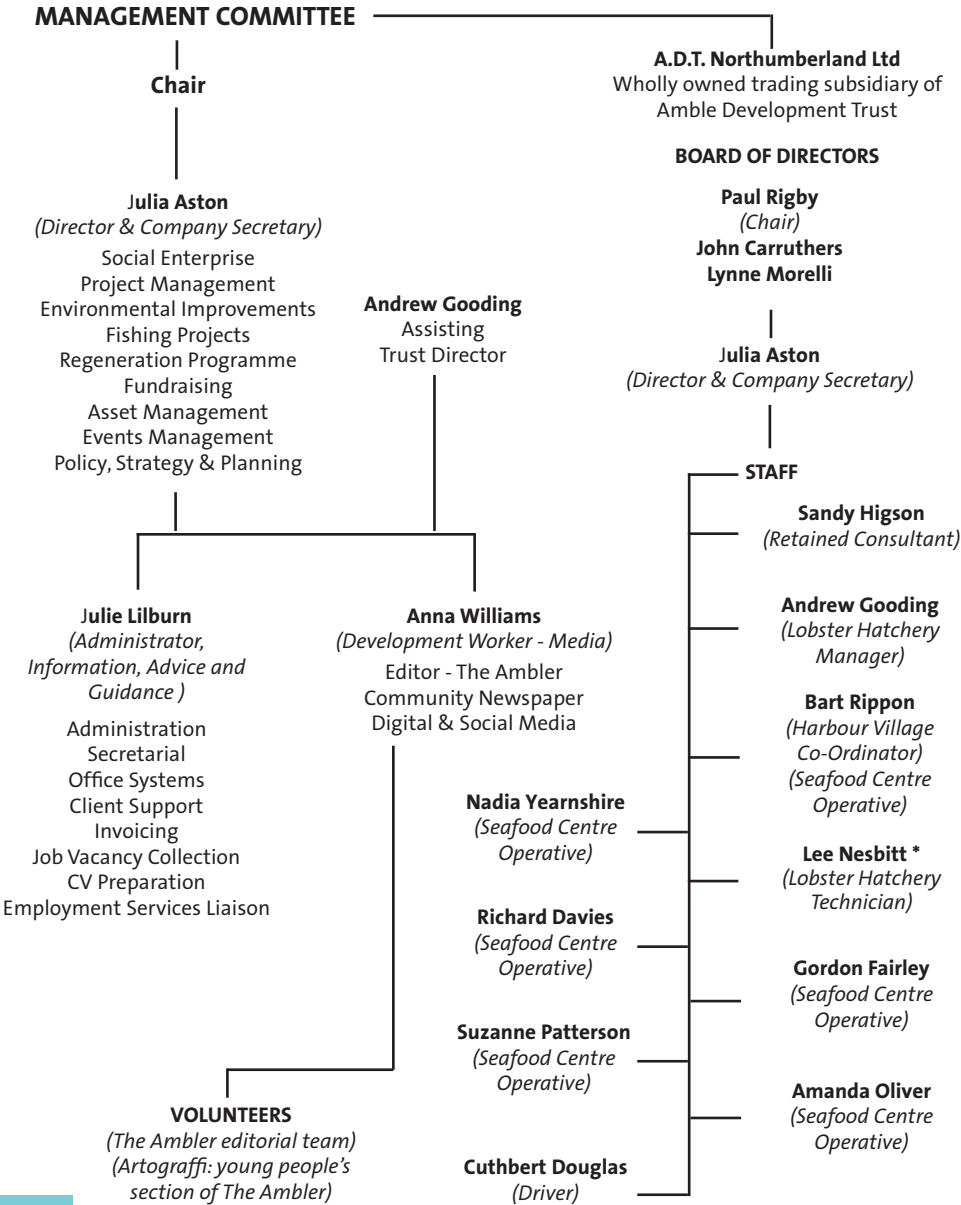 MANAGEMENT COMMITTEE
Chair
Julia Aston
(Director & Company Secretary)
Social Enterprise
Project Management
Environmental Improvements
Fishing Projects
Regeneration Programme
Fundraising
Asset Management
Events Management
Policy, Strategy & Planning
Andrew Gooding
Assisting
Trust Director
Julie Lilburn
(Administrator,
Information, Advice and
Guidance )
Administration
Secretarial
Office Systems
Client Support
Invoicing
Job Vacancy Collection
CV Preparation
Employment Services Liaison
Anna Williams
(Development Worker - Media)
Editor - The Ambler
Community Newspaper
Digital & Social Media
VOLUNTEERS
(The Ambler editorial team)
(Artograffi: young people's
section of The Ambler)
A.D.T. Northumberland Ltd
Wholly owned trading subsidiary of
Amble Development Trust
BOARD OF DIRECTORS
Paul Rigby
(Chair)
John Carruthers
Lynne Morelli
Julia Aston
(Director & Company Secretary)
STAFF
Sandy Higson
(Retained Consultant)
Andrew Gooding
(Lobster Hatchery
Manager)
Bart Rippon
(Harbour Village
Co-Ordinator)
(Seafood Centre
Operative)
Lee Nesbitt *
(Lobster Hatchery
Technician)
Gordon Fairley
(Seafood Centre
Operative)
Amanda Oliver
(Seafood Centre
Operative)
Nadia Yearnshire
(Seafood Centre
Operative)
Richard Davies
(Seafood Centre
Operative)
Suzanne Patterson
(Seafood Centre
Operative)
Cuthbert Douglas
(Driver)